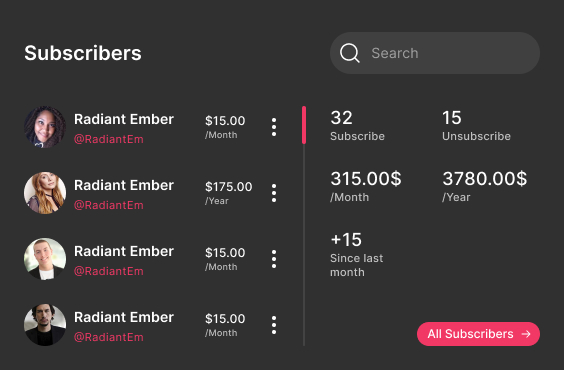 Subscribers
Search
Radiant Ember
@RadiantEm
$15.00
/Month
Radiant Ember
@RadiantEm
$175.00
/Year
Radiant Ember
@RadiantEm
$15.00
/Month
Radiant Ember
@RadiantEm
$15.00
/Month
32
Subscribe
15
Unsubscribe
315.00$
/Month
3780.00$
/Year
+15
Since last
month
All Subscribers →